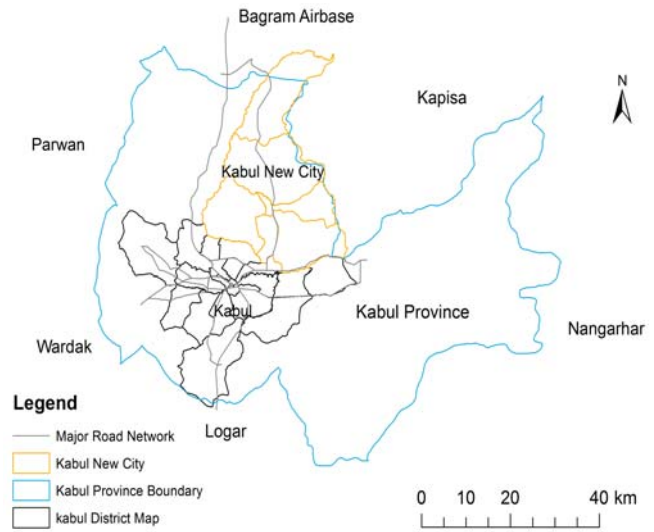 Bagram Airbase
N
Kapisa
Parwan
Kabul New City
Kabul
Kabul Province
Nangarhar
Wardak
Logar
Legend
Major Road Network
Kabul New City
Kabul Province Boundary
kabul District Map
0 10 20 40 km